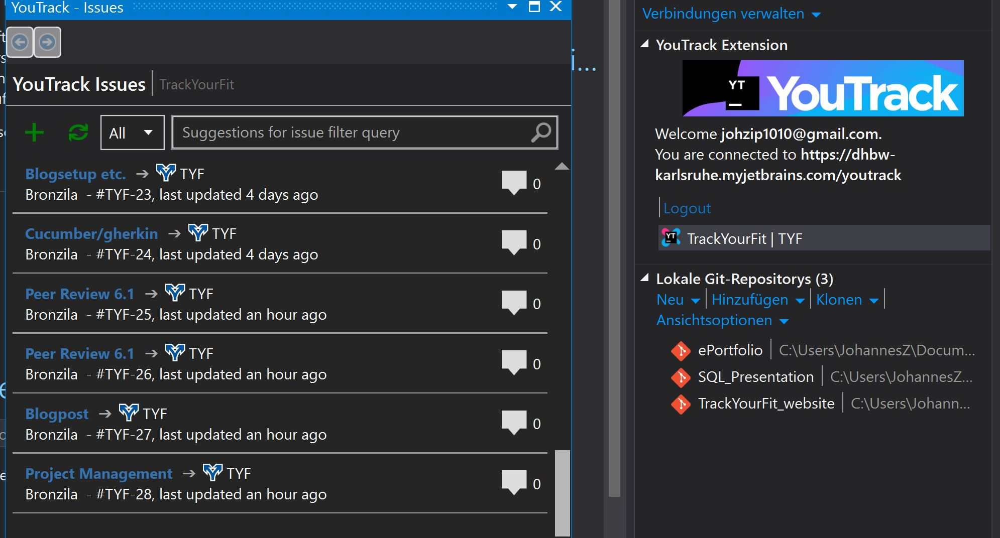 YouTrack - Issues
YouTrack Issues
TrackYourFit
All
Suggestions for issue filter query
Blogsetup etc. → TYF
0
Bronzila - #TYF-23, last updated 4 days ago
Cucumber/gherkin → TYF
0
Bronzila - #TYF-24, last updated 4 days ago
Peer Review 6.1 → TYF
0
Bronzila - #TYF-25, last updated an hour ago
Peer Review 6.1 → TYF
0
Bronzila - #TYF-26, last updated an hour ago
Blogpost → TYF
0
Bronzila - #TYF-27, last updated an hour ago
Project Management → TYF
0
Bronzila - #TYF-28, last updated an hour ago
i...
Verbindungen verwalten
YouTrack Extension
YT
YouTrack
Welcome johzip1010@gmail.com.
You are connected to https://dhbw-
karlsruhe.myjetbrains.com/youtrack
Logout
YT TrackYourFit | TYF
Lokale Git-Repositorys (3)
Neu Hinzufügen Klonen
Ansichtsoptionen
ePortfolio C:\Users\JohannesZ\Docum...
SQL_Presentation C:\Users\JohannesZ...
TrackYourFit_website C:\Users\Johann...